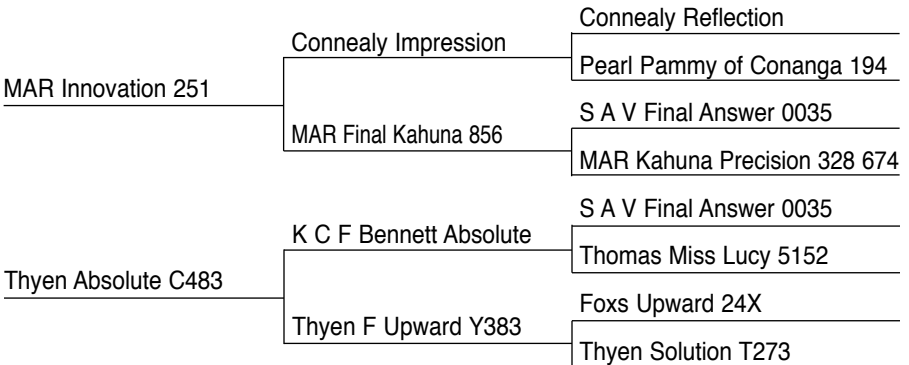 Connealy Reflection
Connealy Impression
Pearl Pammy of Conanga 194
MAR Innovation 251
S A V Final Answer 0035
MAR Final Kahuna 856
MAR Kahuna Precision 328 674
S A V Final Answer 0035
K C F Bennett Absolute
Thomas Miss Lucy 5152
Thyen Absolute C483
Foxs Upward 24X
Thyen F Upward Y383
Thyen Solution T273